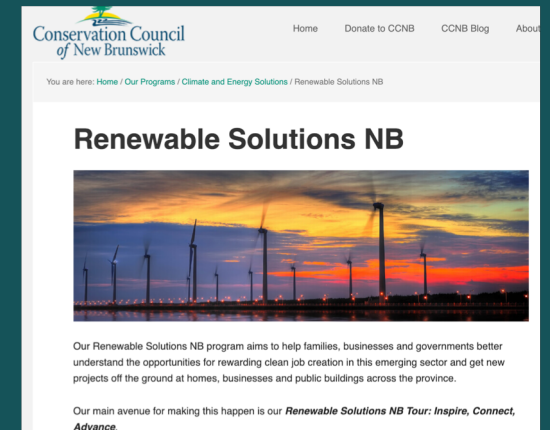 Conservation Council
of New Brunswick
Home Donate to CCNB CCNB Blog About
You are here: Home / Our Programs / Climate and Energy Solutions / Renewable Solutions NB
Renewable Solutions NB
Our Renewable Solutions NB program aims to help families, businesses and governments better
understand the opportunities for rewarding clean job creation in this emerging sector and get new
projects off the ground at homes, businesses and public buildings across the province.
Our main avenue for making this happen is our Renewable Solutions NB Tour: Inspire, Connect,
Advance.